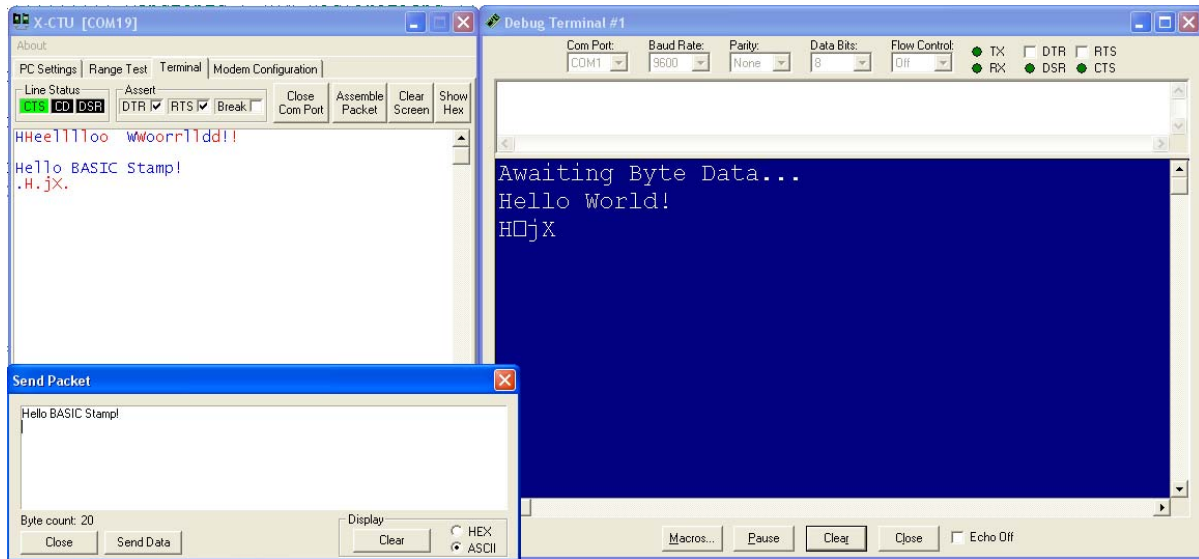 X-CTU [COM19]
About
PC Settings Range Test Terminal Modem Configuration
Line Status
CTS CD DSR
Assert
DTR RTS Break
Close Com Port
Assemble Packet
Clear Screen
Show Hex
HHeelllloo  WWoorrlldd!!
Hello BASIC Stamp!
.H.jX.
Send Packet
Hello BASIC Stamp!
Byte count: 20
Close
Send Data
Display
Clear
HEX
ASCII
Debug Terminal #1
Com Port: Baud Rate: Parity: Data Bits: Flow Control:
COM1 9600 None 8 Off
TX DTR RTS
RX DSR CTS
Awaiting Byte Data...
Hello World!
H□jX
Macros... Pause Clear Close Echo Off